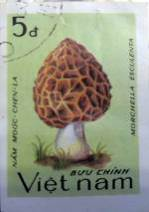 5đ
NẤM MOOC-CHEN-LA
MORCHELLA ESCULENTA
BƯU CHÍNH
Việt nam